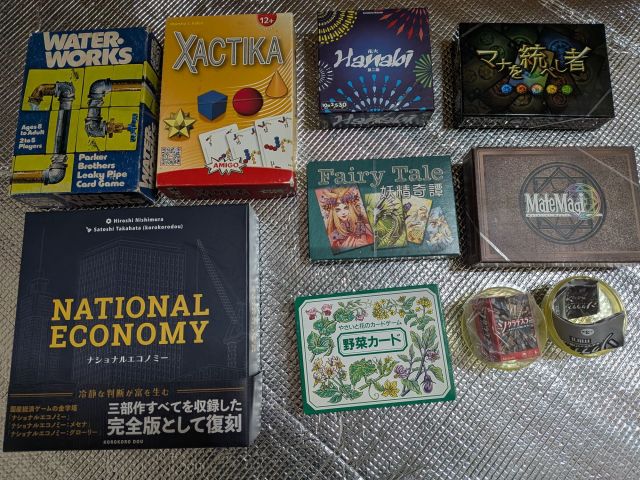 WATER
WORKS
Ages 8
to Adult
2 to 5
Players
Parker
Brothers
Leaky Pipe
Card Game
12+
XACTIKA
AMIGO
花火
Hanabi
マナを統べし者
Fairy Tale
妖精奇譚
Hiroshi Nishimura
Satoshi Takahata (korokorodou)
NATIONAL
ECONOMY
ナショナルエコノミー
冷静な判断が富を生む
国産経済ゲームの金字塔
「ナショナルエコノミー」
「ナショナルエコノミー:メセナ」
「ナショナルエコノミー:グローリー」
三部作すべてを収録した
完全版として復刻
KOROKORO DOU
やさいと花のカードゲーム
野菜カード